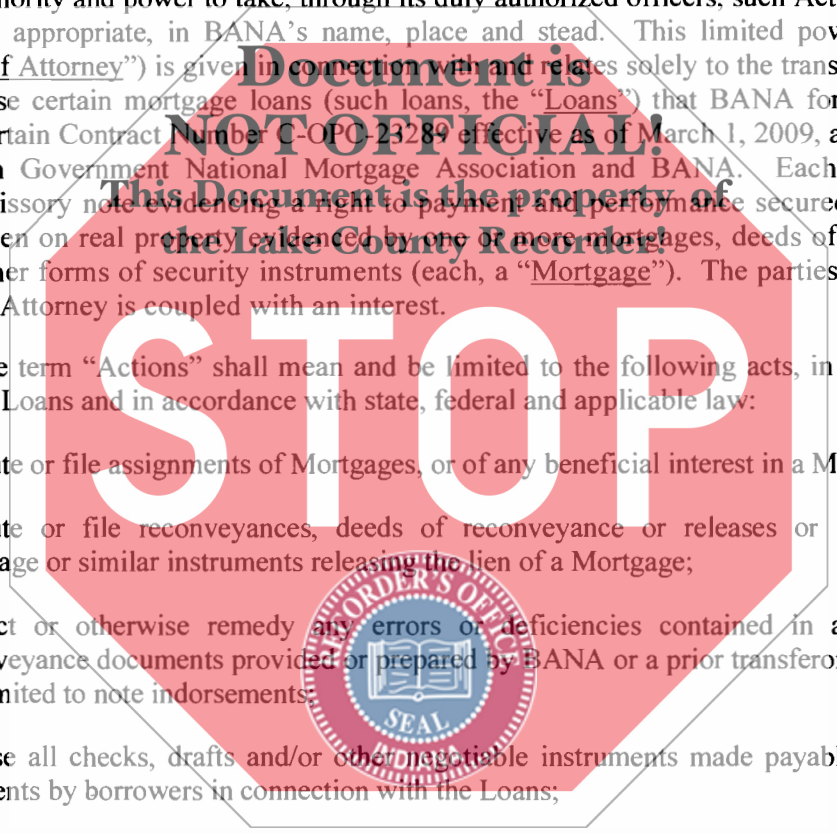 ority and power to take, through its duly authorized officers, such Act
appropriate, in BANA’s name, place and stead. This limited pov
f Attorney”) is given in connection with and relates solely to the trans
se certain mortgage loans (such loans, the “Loans”) that BANA for
rtain Contract Number C-OPC-23289 effective as of March 1, 2009, a
n Government National Mortgage Association and BANA. Each
issory note evidencing a right to payment and performance secured
en on real property evidenced by one or more mortgages, deeds of
ner forms of security instruments (each, a “Mortgage”). The parties
Attorney is coupled with an interest.
Document is
NOT OFFICIAL!
This Document is the property of
the Lake County Recorder!
e term “Actions” shall mean and be limited to the following acts, in
Loans and in accordance with state, federal and applicable law:
STOP
te or file assignments of Mortgages, or of any beneficial interest in a M
te or file reconveyances, deeds of reconveyance or releases or
age or similar instruments releasing the lien of a Mortgage;
ct or otherwise remedy any errors or deficiencies contained in a
veyance documents provided or prepared by BANA or a prior transferor
mited to note indorsements;
RECORDER'S OFFICE
SEAL
INDIANA
se all checks, drafts and/or other negotiable instruments made payabl
ents by borrowers in connection with the Loans;